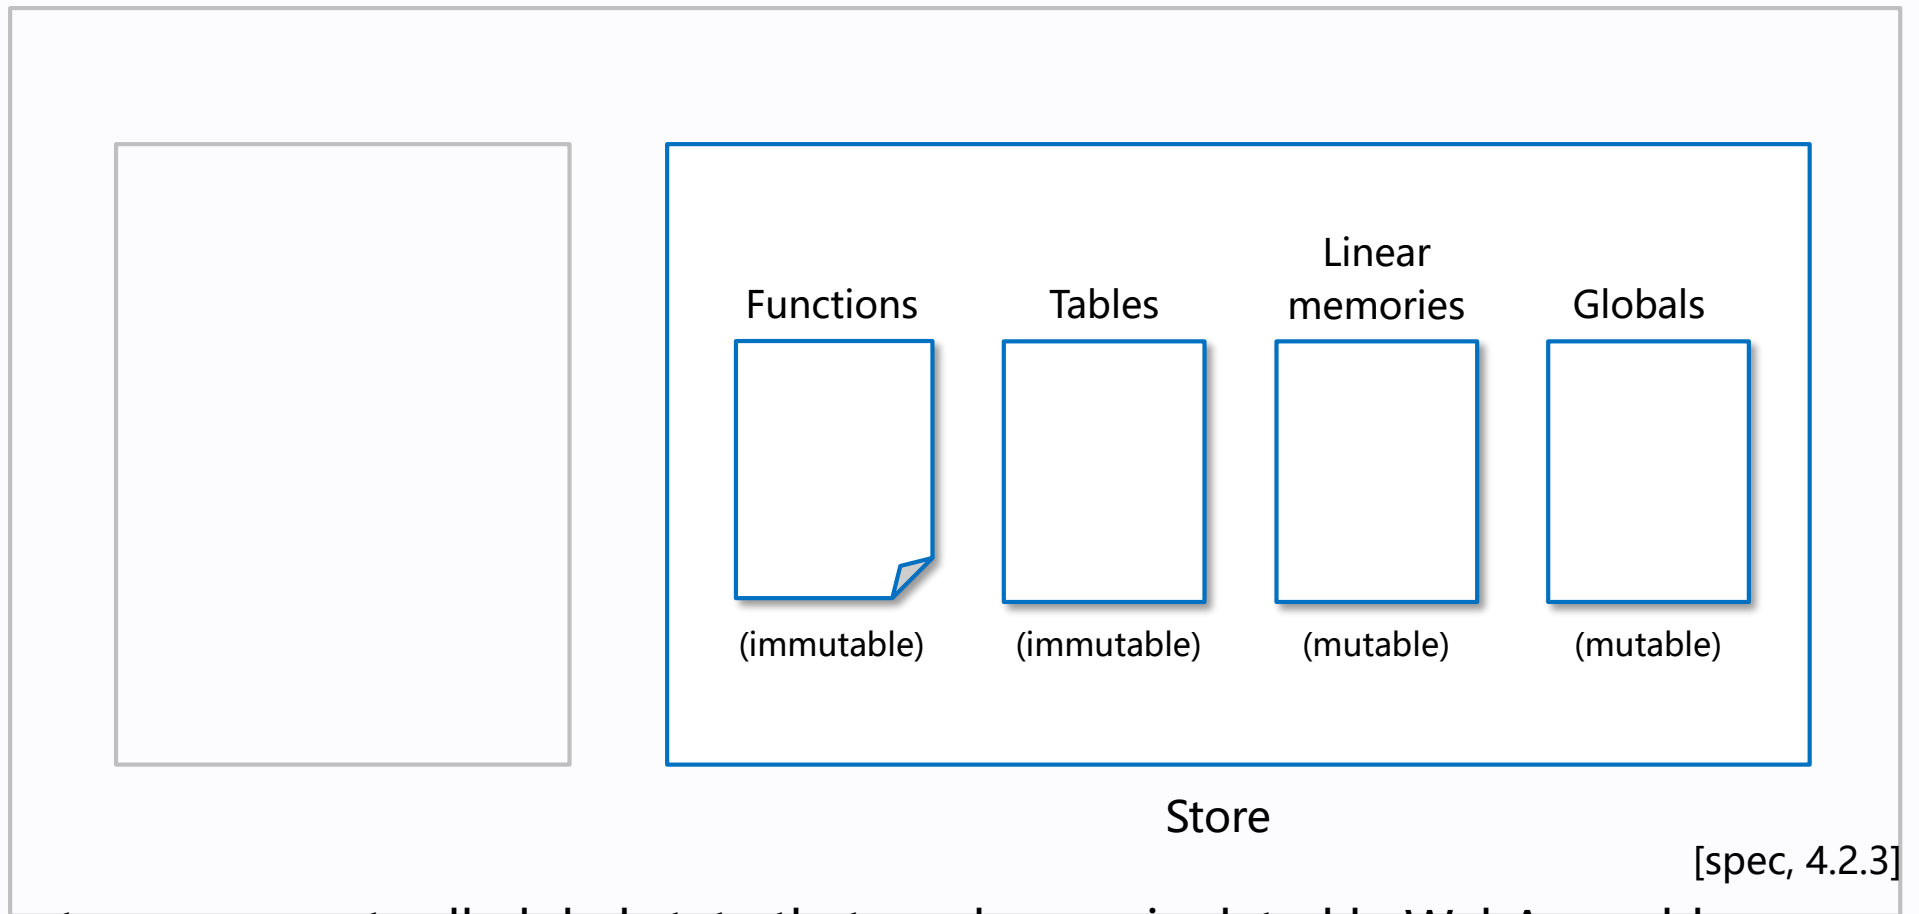 Linear
Functions Tables memories Globals
(immutable) (immutable) (mutable) (mutable)
Store
[spec, 4.2.3]